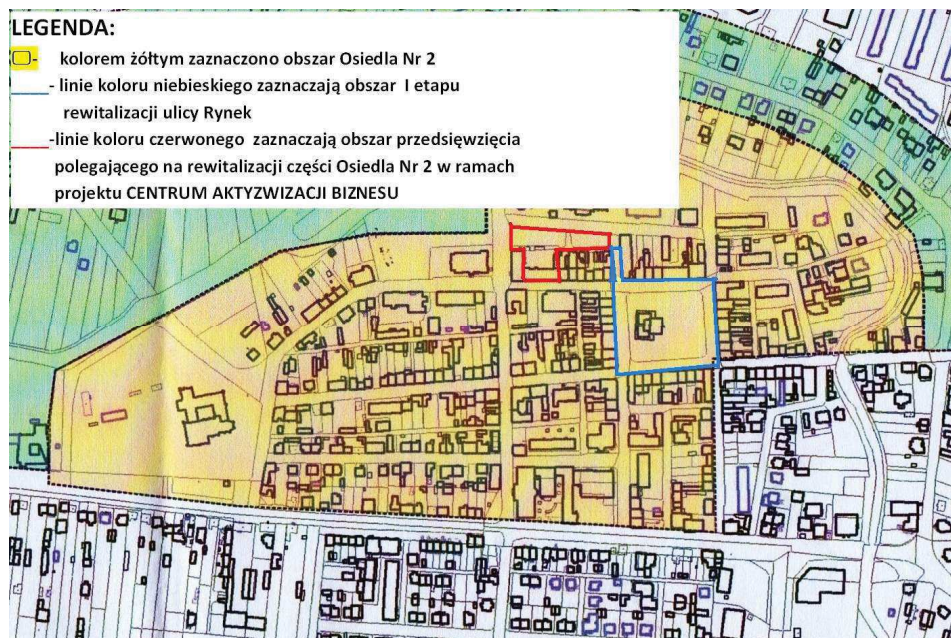 LEGENDA:
- kolorem żółtym zaznaczono obszar Osiedla Nr 2
- linie koloru niebieskiego zaznaczają obszar I etapu
rewitalizacji ulicy Rynek
-linie koloru czerwonego zaznaczają obszar przedsięwzięcia
polegającego na rewitalizacji części Osiedla Nr 2 w ramach
projektu CENTRUM AKTYZWIZACJI BIZNESU